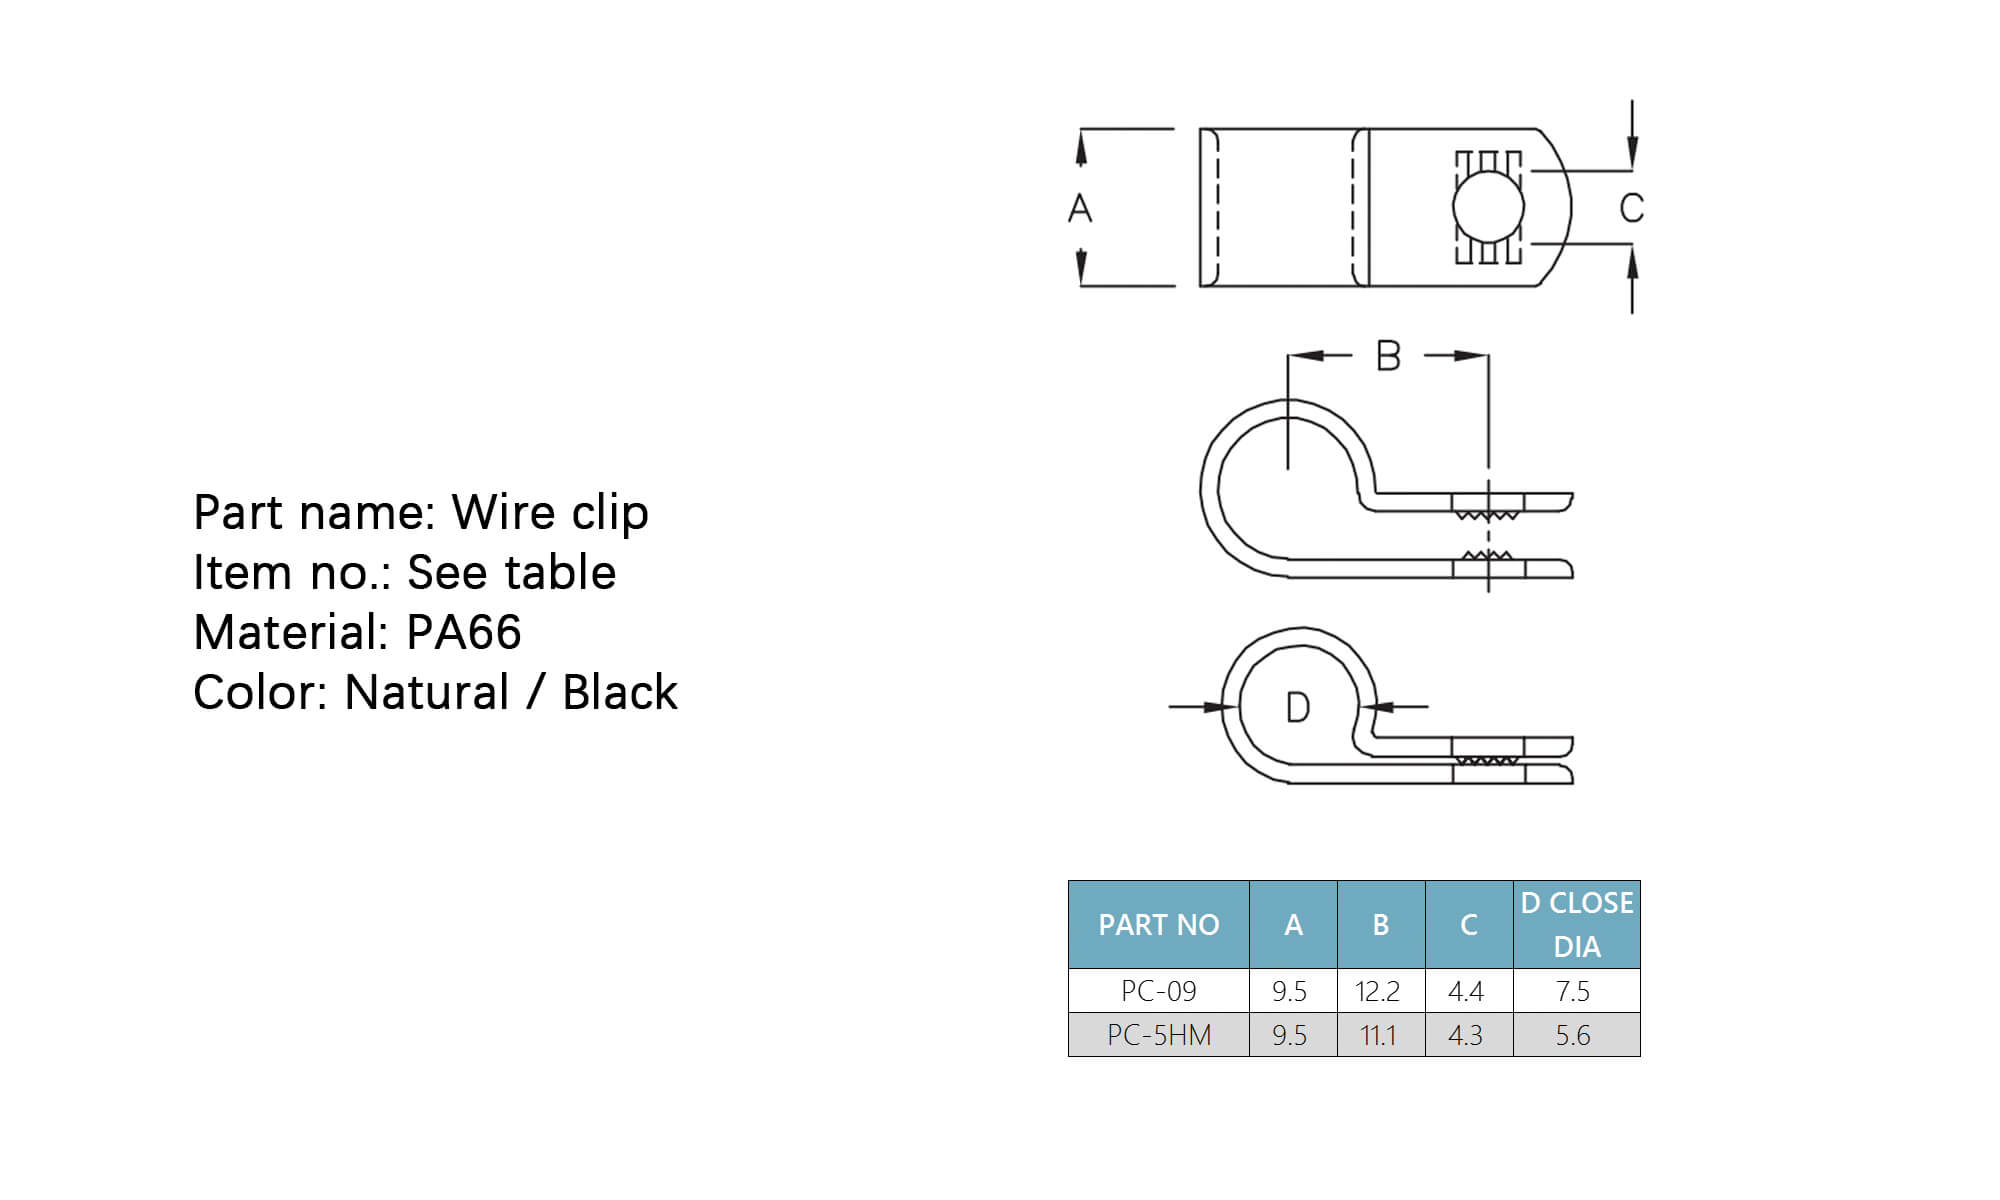 Part name: Wire clip
Item no.: See table
Material: PA66
Color: Natural / Black
A
C
B
D
PART NO A B C D CLOSE DIA
PC-09 9.5 12.2 4.4 7.5
PC-5HM 9.5 11.1 4.3 5.6